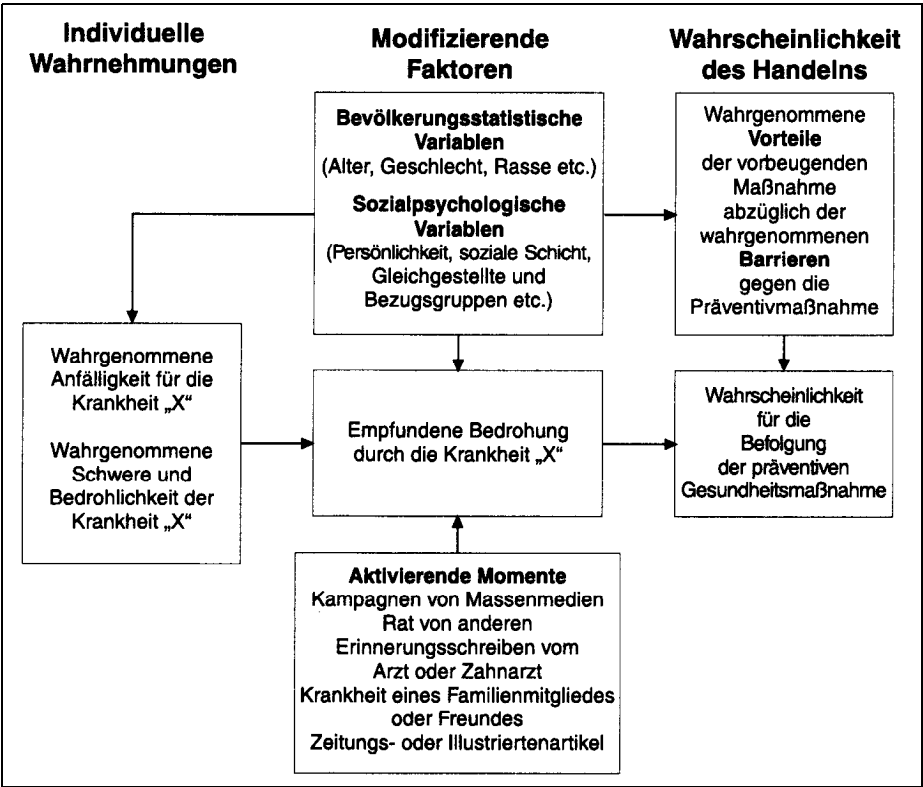 Individuelle
Wahrnehmungen
Modifizierende
Faktoren
Wahrscheinlichkeit
des Handelns
Bevölkerungsstatistische
Variablen
(Alter, Geschlecht, Rasse etc.)
Sozialpsychologische
Variablen
(Persönlichkeit, soziale Schicht,
Gleichgestellte und
Bezugsgruppen etc.)
Wahrgenommene
Vorteile
der vorbeugenden
Maßnahme
abzüglich der
wahrgenommenen
Barrieren
gegen die
Präventivmaßnahme
Wahrgenommene
Anfälligkeit für die
Krankheit „X“
Wahrgenommene
Schwere und
Bedrohlichkeit der
Krankheit „X“
Empfundene Bedrohung
durch die Krankheit „X“
Wahrscheinlichkeit
für die
Befolgung
der präventiven
Gesundheitsmaßnahme
Aktivierende Momente
Kampagnen von Massenmedien
Rat von anderen
Erinnerungsschreiben vom
Arzt oder Zahnarzt
Krankheit eines Familienmitgliedes
oder Freundes
Zeitungs- oder Illustriertenartikel